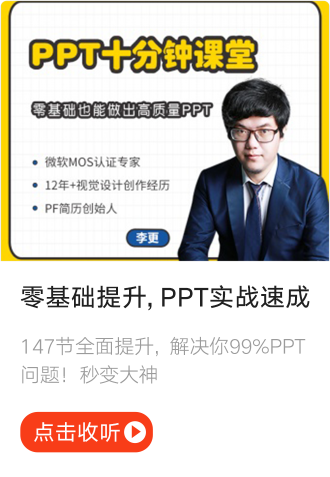 PPT十分钟课堂
零基础也能做出高质量PPT
微软MOS认证专家
12年+视觉设计创作经历
PF简历创始人
李更
零基础提升, PPT实战速成
147节全面提升，解决你99%PPT
问题！秒变大神
点击收听